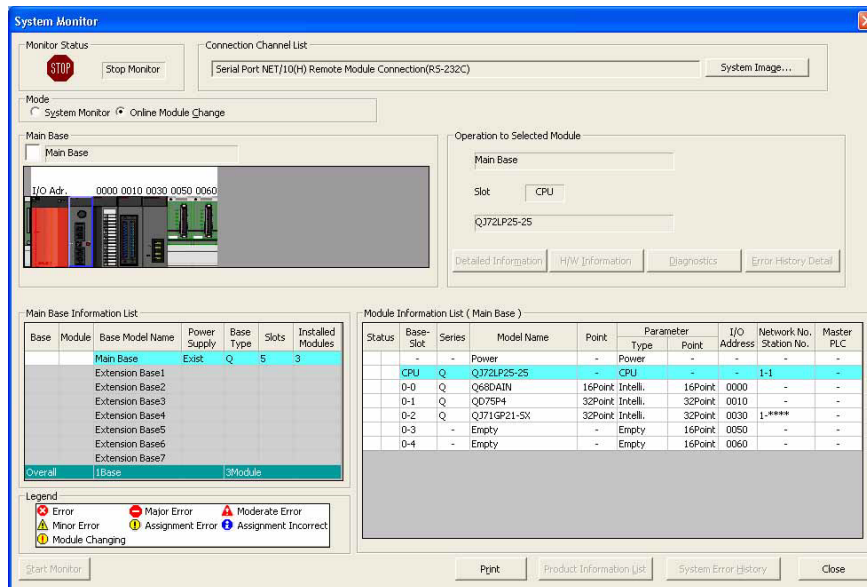 System Monitor
Monitor Status
STOP
Stop Monitor
Connection Channel List
Serial Port NET/10(H) Remote Module Connection(RS-232C)
System Image...
Mode
System Monitor Online Module Change
Main Base
Main Base
I/O Adr. 0000 0010 0030 0050 0060
Operation to Selected Module
Main Base
Slot CPU
QJ72LP25-25
Detailed Information H/W Information Diagnostics Error History Detail
Main Base Information List
Base Module Base Model Name Power Supply Base Type Slots Installed Modules
Main Base Exist Q 5 3
Extension Base1
Extension Base2
Extension Base3
Extension Base4
Extension Base5
Extension Base6
Extension Base7
Overall 1Base 3Module
Module Information List ( Main Base )
Status Base-Slot Series Model Name Point Parameter Type Point I/O Address Network No. Station No. Master PLC
- - Power - Power - - - -
CPU Q QJ72LP25-25 - CPU - - 1-1 -
0-0 Q Q68DAIN 16Point Intelli. 16Point 0000 - -
0-1 Q QD75P4 32Point Intelli. 32Point 0010 - -
0-2 Q QJ71GP21-SX 32Point Intelli. 32Point 0030 1-**** -
0-3 - Empty - Empty 16Point 0050 - -
0-4 - Empty - Empty 16Point 0060 - -
Legend
Error Major Error Moderate Error
Minor Error Assignment Error Assignment Incorrect
Module Changing
Start Monitor Print Product Information List System Error History Close